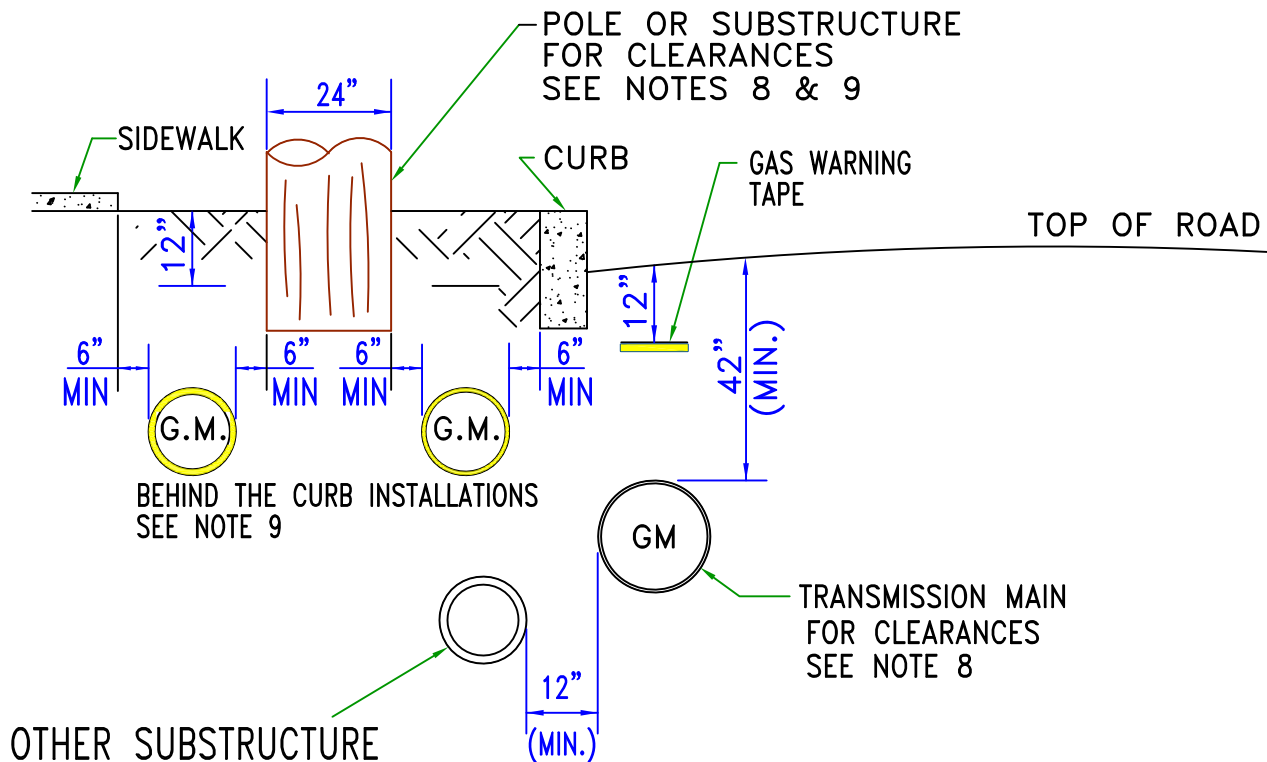 POLE OR SUBSTRUCTURE
FOR CLEARANCES
SEE NOTES 8 & 9
24”
SIDEWALK
CURB
GAS WARNING
TAPE
TOP OF ROAD
12”
12”
42”
(MIN.)
6”
MIN
6”
MIN
6”
MIN
6”
MIN
G.M.
G.M.
BEHIND THE CURB INSTALLATIONS
SEE NOTE 9
GM
TRANSMISSION MAIN
FOR CLEARANCES
SEE NOTE 8
12”
(MIN.)
OTHER SUBSTRUCTURE